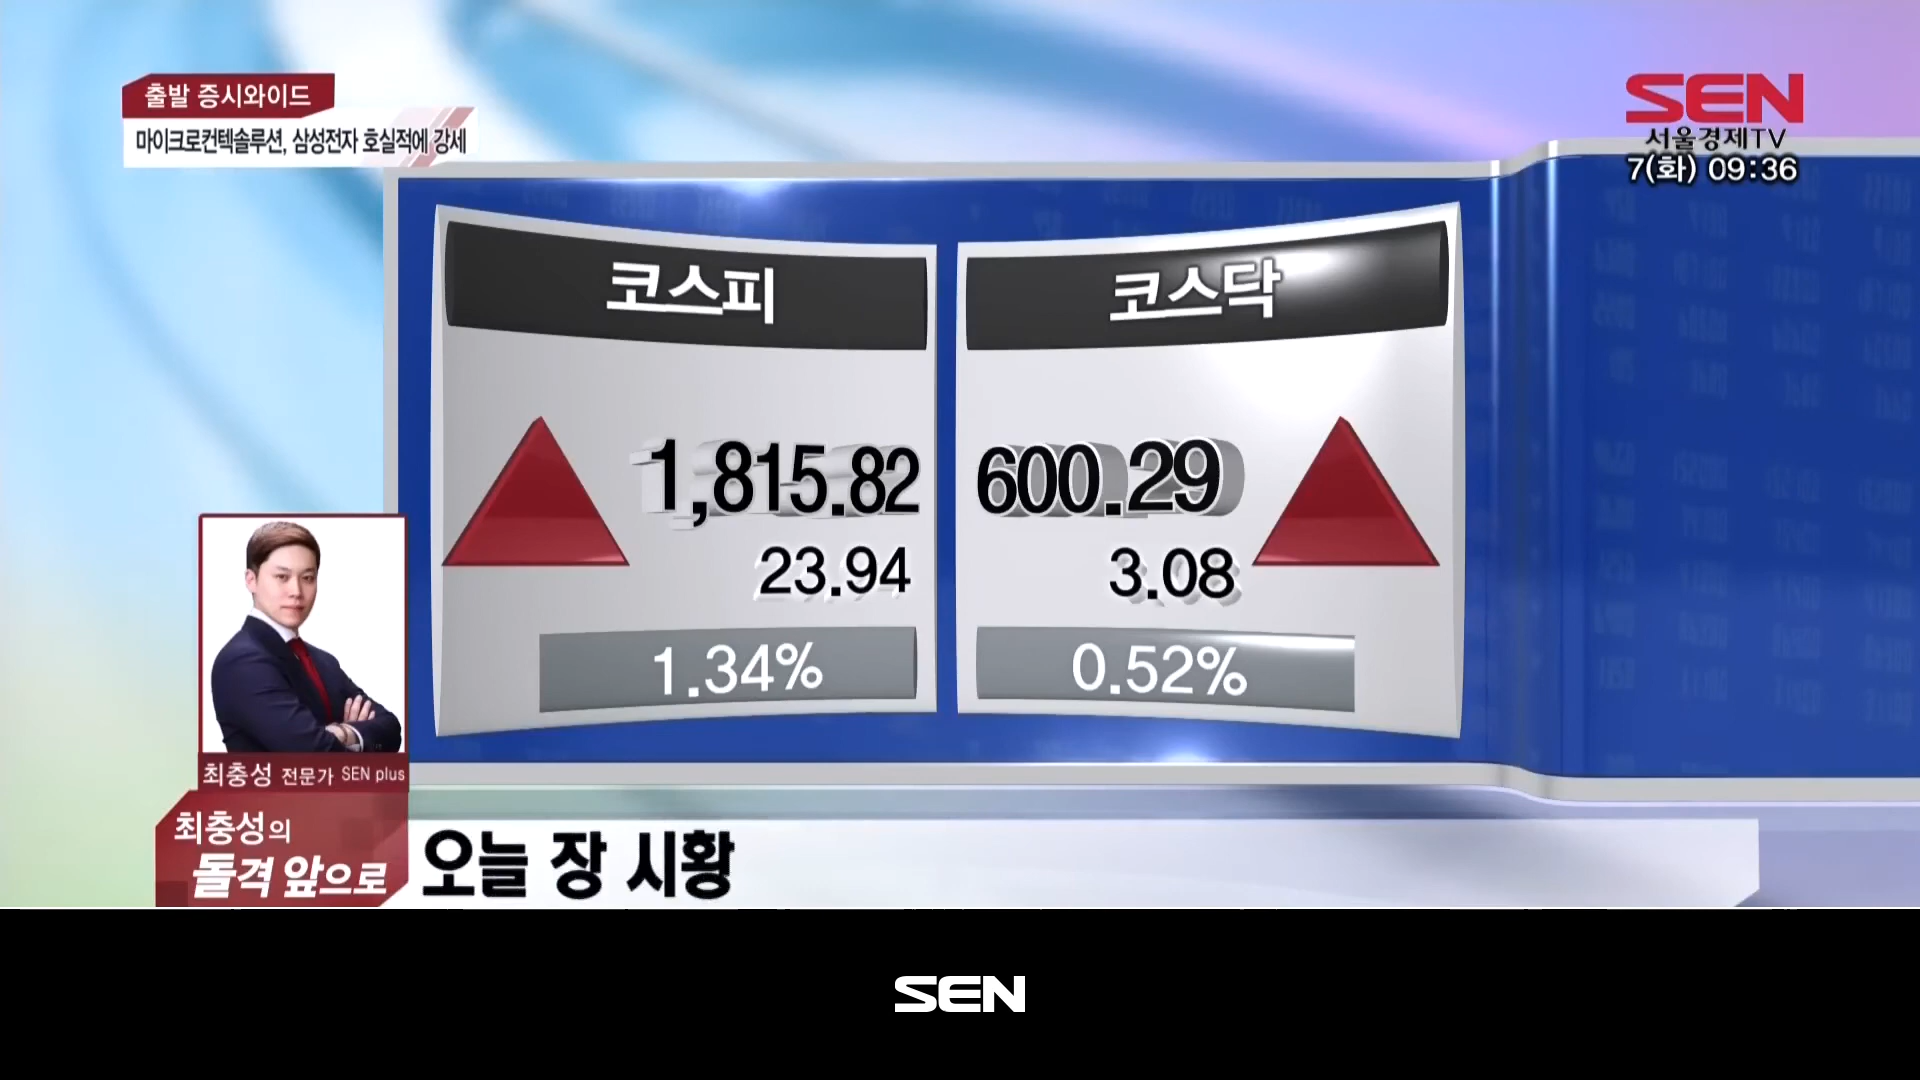 출발 증시와이드
마이크로컨텍솔루션, 삼성전자 호실적에 강세
SEN
서울경제TV
7(화) 09:36
코스피
1,815.82
23.94
1.34%
코스닥
600.29
3.08
0.52%
최충성 전문가 SEN plus
최충성의
돌격 앞으로
오늘 장 시황
SEN